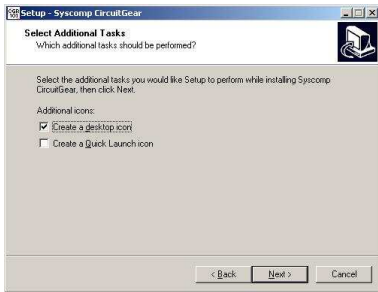 CGR
101
Setup - Syscomp CircuitGear
Select Additional Tasks
Which additional tasks should be performed?
Select the additional tasks you would like Setup to perform while installing Syscomp
CircuitGear, then click Next.
Additional icons:
Create a desktop icon
Create a Quick Launch icon
< Back
Next >
Cancel